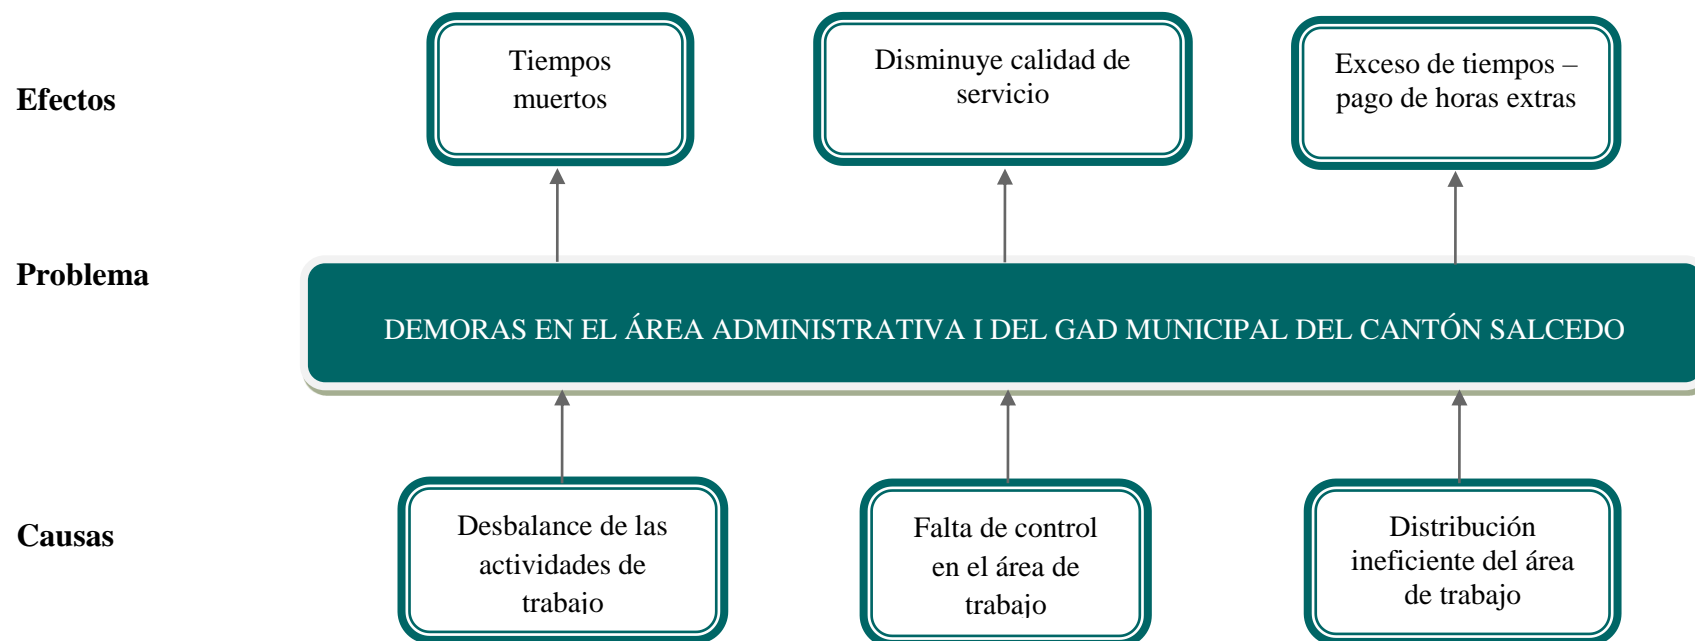 Efectos
Tiempos
muertos
Disminuye calidad de
servicio
Exceso de tiempos –
pago de horas extras
Problema
DEMORAS EN EL ÁREA ADMINISTRATIVA I DEL GAD MUNICIPAL DEL CANTÓN SALCEDO
Causas
Desbalance de las
actividades de
trabajo
Falta de control
en el área de
trabajo
Distribución
ineficiente del área
de trabajo